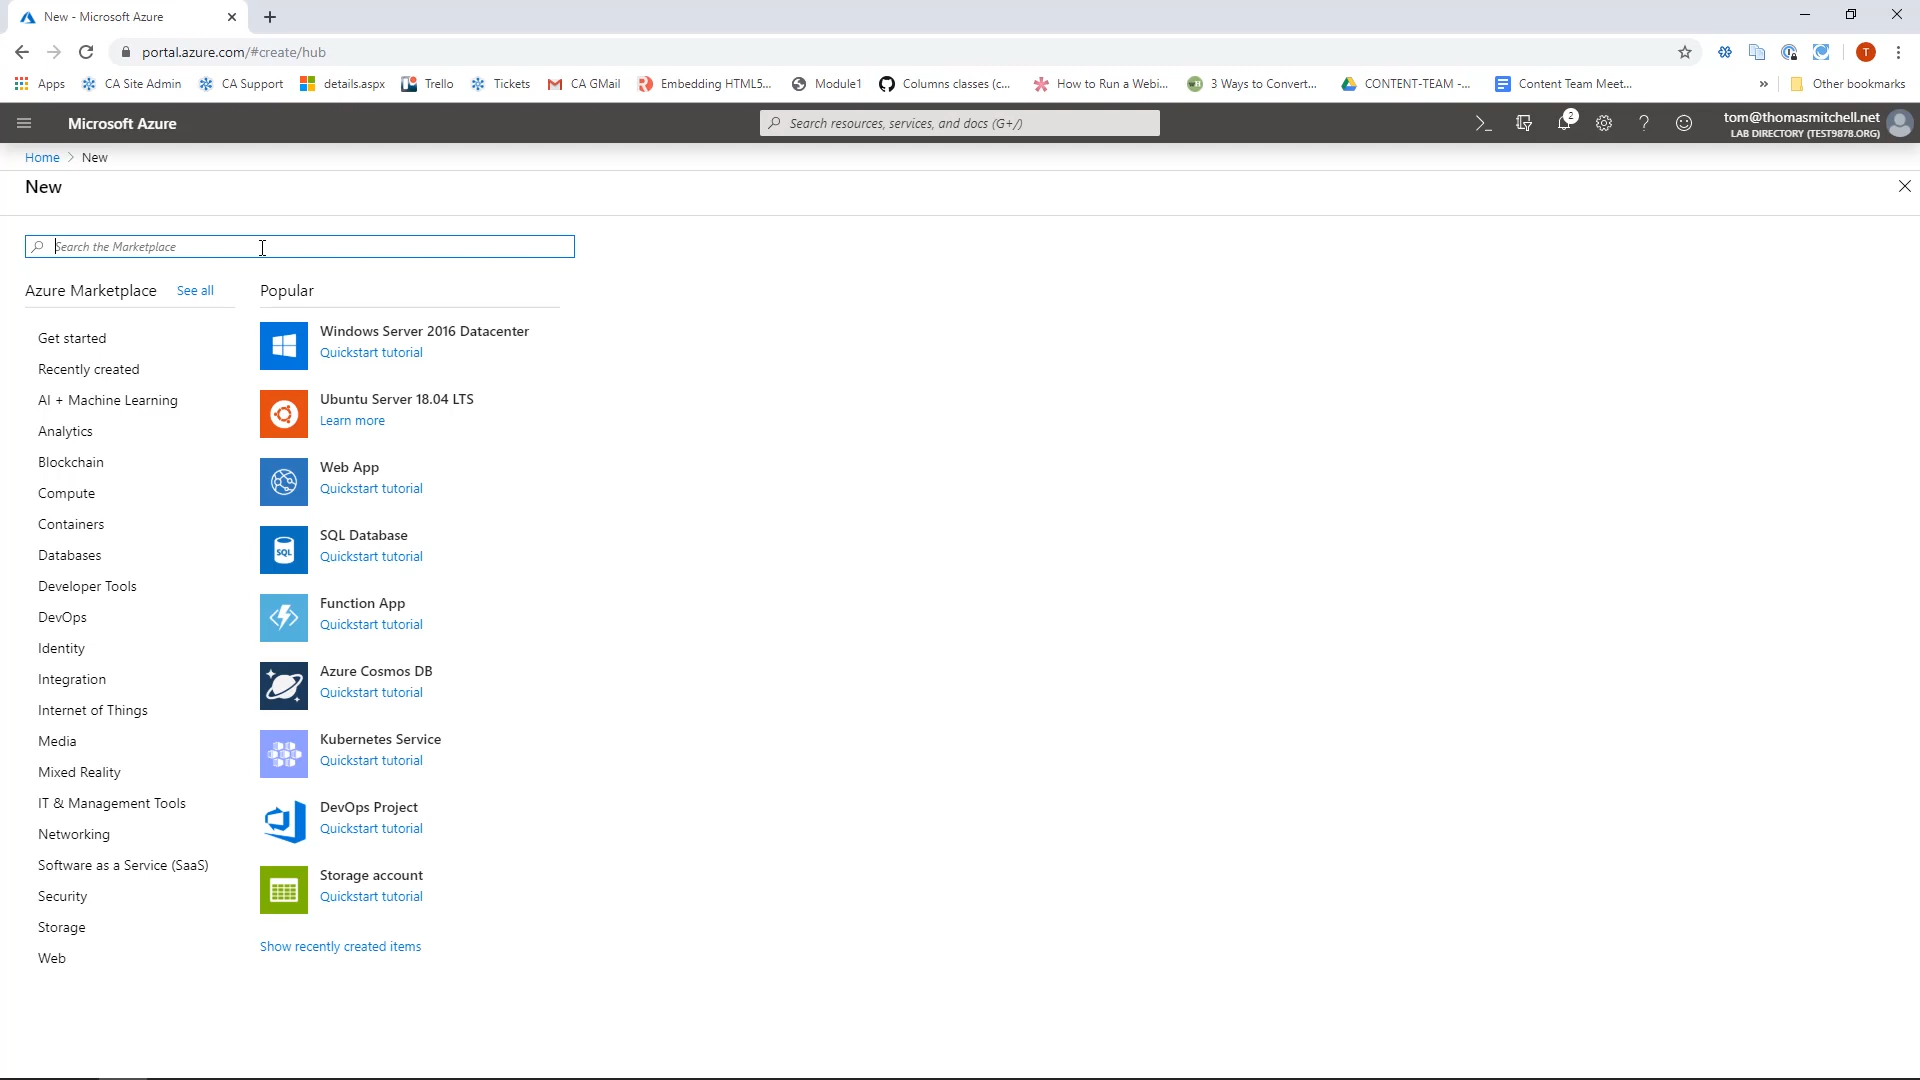 New - Microsoft Azure
portal.azure.com/#create/hub
T
Apps
CA Site Admin
CA Support
details.aspx
Trello
Tickets
CA GMail
Embedding HTML5...
Module1
Columns classes (c...
How to Run a Webi...
3 Ways to Convert...
CONTENT-TEAM -...
Content Team Meet...
»
Other bookmarks
Microsoft Azure
Search resources, services, and docs (G+/)
2
tom@thomasmitchell.net
LAB DIRECTORY (TEST9878.ORG)
Home > New
New
Search the Marketplace
Azure Marketplace
See all
Popular
Get started
Recently created
AI + Machine Learning
Analytics
Blockchain
Compute
Containers
Databases
Developer Tools
DevOps
Identity
Integration
Internet of Things
Media
Mixed Reality
IT & Management Tools
Networking
Software as a Service (SaaS)
Security
Storage
Web
Windows Server 2016 Datacenter
Quickstart tutorial
Ubuntu Server 18.04 LTS
Learn more
Web App
Quickstart tutorial
SQL
SQL Database
Quickstart tutorial
Function App
Quickstart tutorial
Azure Cosmos DB
Quickstart tutorial
Kubernetes Service
Quickstart tutorial
DevOps Project
Quickstart tutorial
Storage account
Quickstart tutorial
Show recently created items